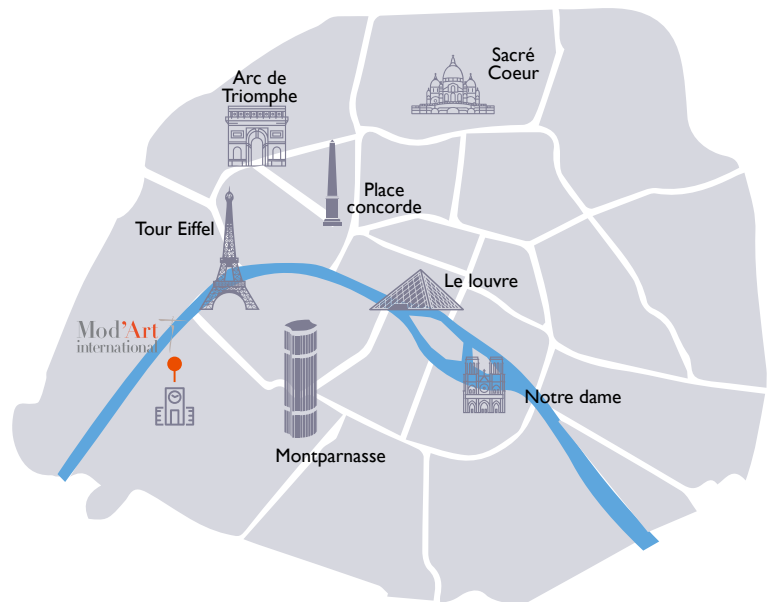 Sacré
Coeur
Arc de
Triomphe
Place
concorde
Tour Eiffel
Le louvre
Mod'Art
international
Notre dame
Montparnasse